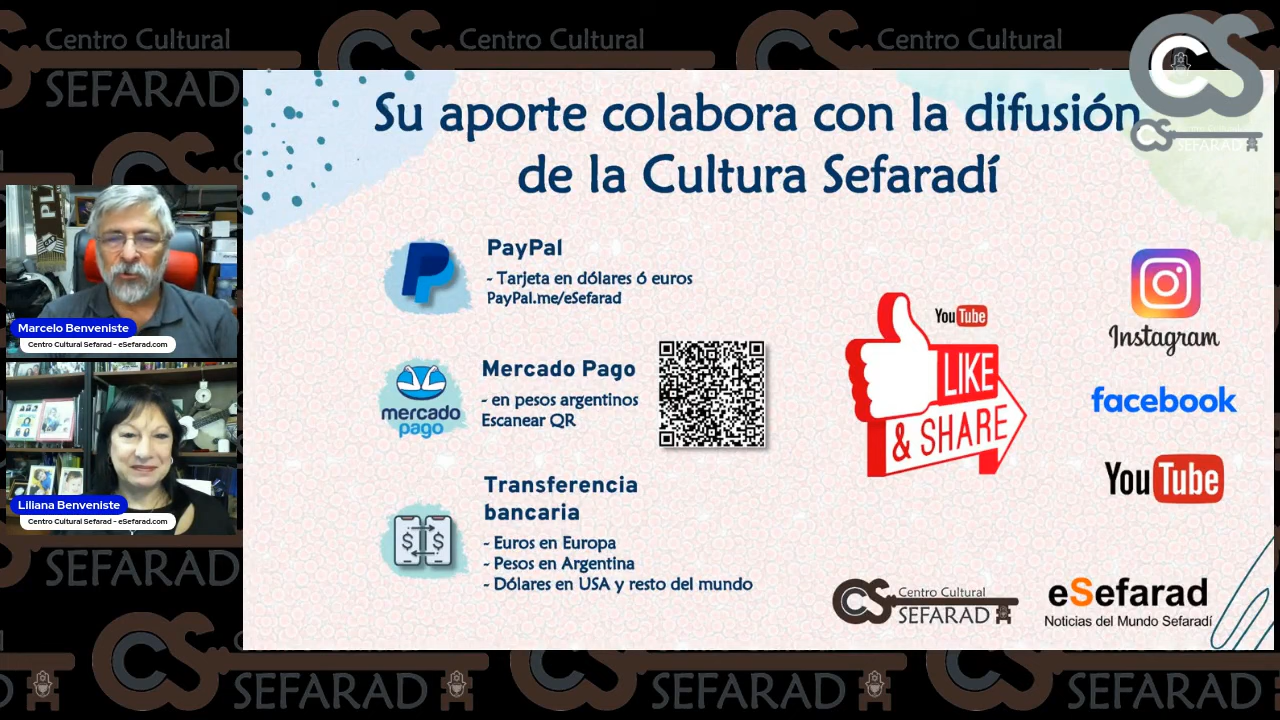 Centro Cultural
SEFARAD
Centro Cultural
Centro Cultural
CS
SEFARAD
Su aporte colabora con la difusión
de la Cultura Sefaradí
PayPal
- Tarjeta en dólares ó euros
PayPal.me/eSefarad
Mercado Pago
- en pesos argentinos
Escanear QR
mercado
pago
Transferencia
bancaria
- Euros en Europa
- Pesos en Argentina
- Dólares en USA y resto del mundo
YouTube
LIKE
& SHARE
Instagram
facebook
YouTube
Centro Cultural
SEFARAD
eSefarad
Noticias del Mundo Sefaradí
Marcelo Benveniste
Centro Cultural Sefarad - eSefarad.com
Liliana Benveniste
Centro Cultural Sefarad - eSefarad.com
SEFARAD
SEFARAD
SEFARAD
SEFARAD